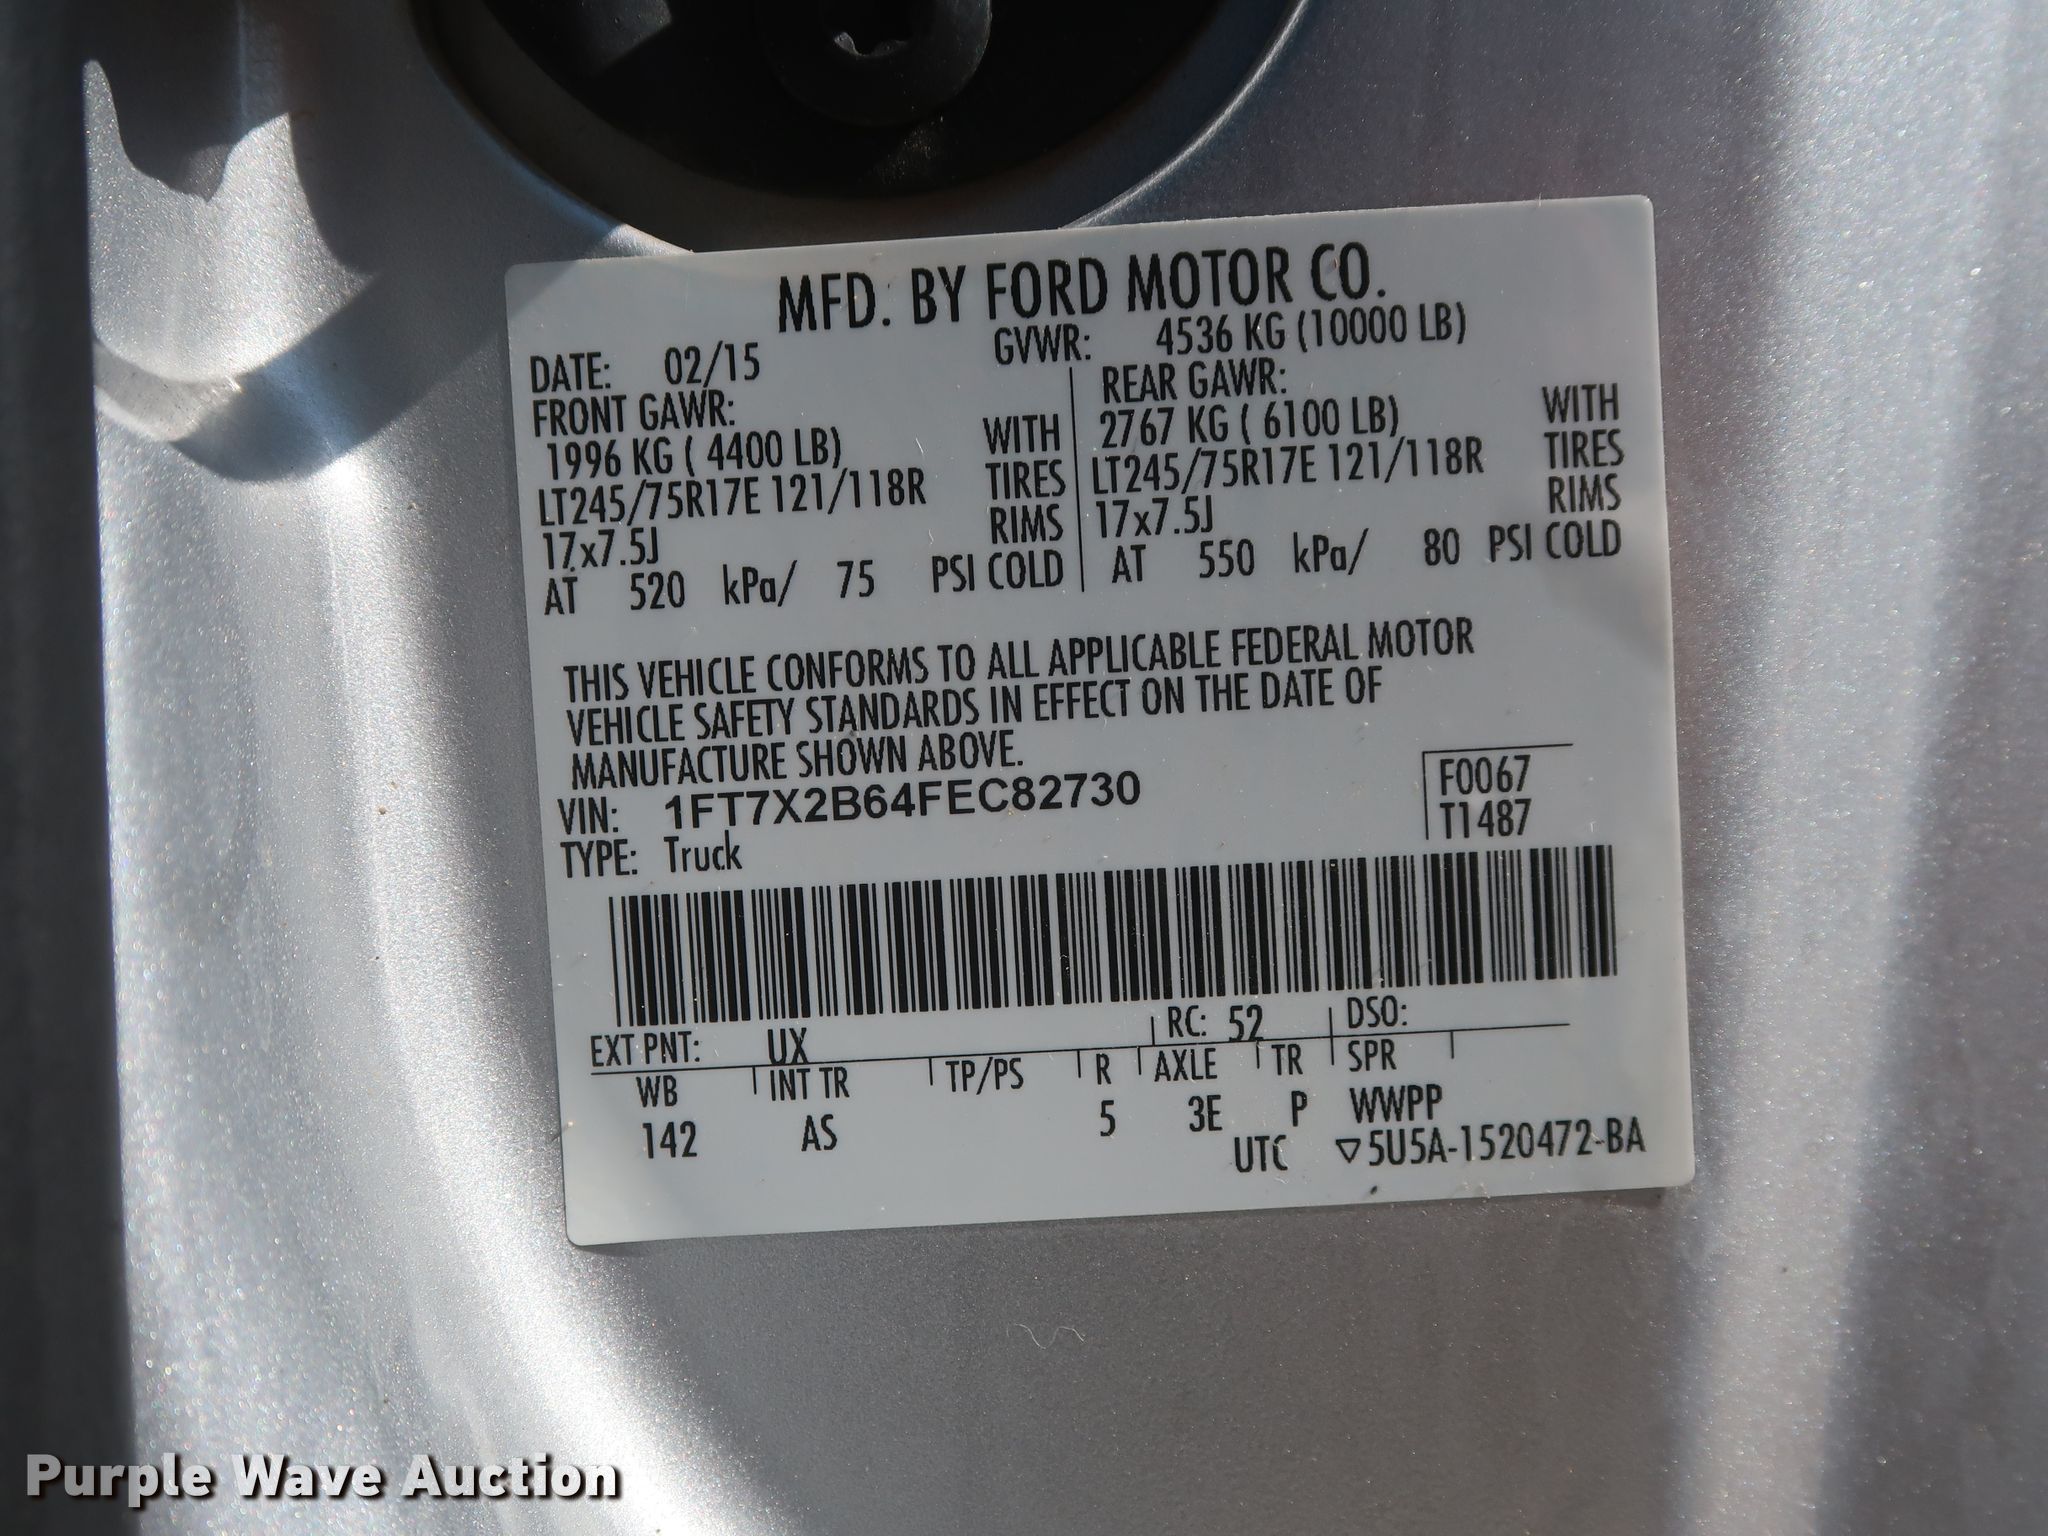 MFD. BY FORD MOTOR CO.
DATE: 02/15 GVWR: 4536 KG (10000 LB)
FRONT GAWR: REAR GAWR:
1996 KG ( 4400 LB) WITH 2767 KG ( 6100 LB) WITH
LT245/75R17E 121/118R TIRES LT245/75R17E 121/118R TIRES
17x7.5J RIMS 17x7.5J RIMS
AT 520 kPa/ 75 PSI COLD AT 550 kPa/ 80 PSI COLD
THIS VEHICLE CONFORMS TO ALL APPLICABLE FEDERAL MOTOR
VEHICLE SAFETY STANDARDS IN EFFECT ON THE DATE OF
MANUFACTURE SHOWN ABOVE.
VIN: 1FT7X2B64FEC82730 F0067
TYPE: Truck T1487
EXT PNT: UX RC: 52 DSO:
WB INT TR TP/PS R AXLE TR SPR
142 AS 5 3E P WWPP
UTC ▽5U5A-1520472-BA
Purple Wave Auction